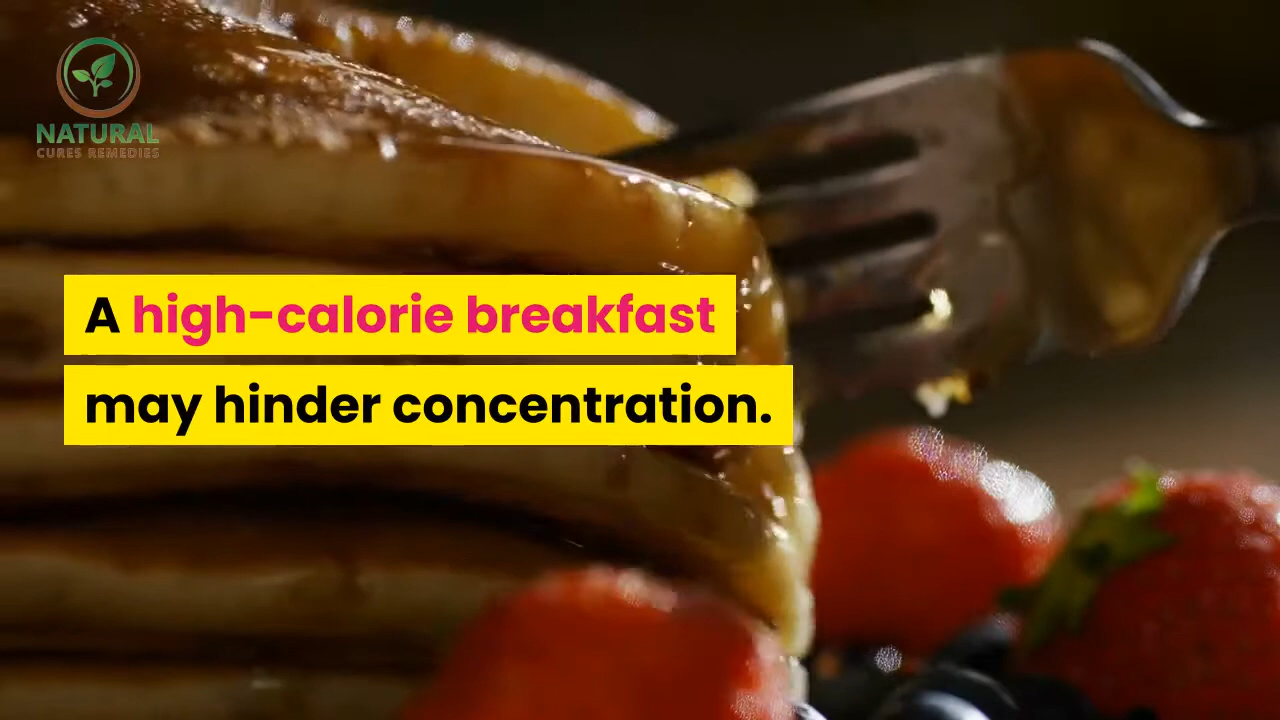 NATURAL
CURES REMEDIES
A high-calorie breakfast
may hinder concentration.